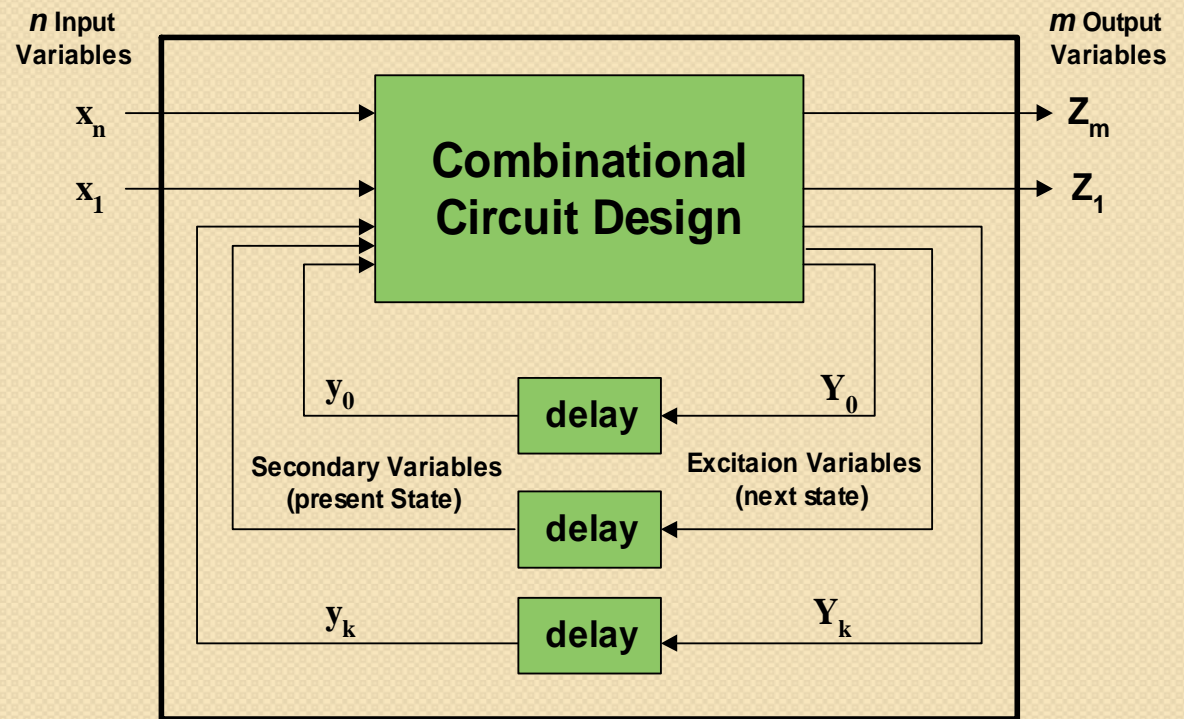 n Input
Variables
m Output
Variables
xn
Combinational
Circuit Design
Zm
x1
Z1
y0
delay
Y0
Secondary Variables
(present State)
Excitaion Variables
(next state)
delay
yk
delay
Yk